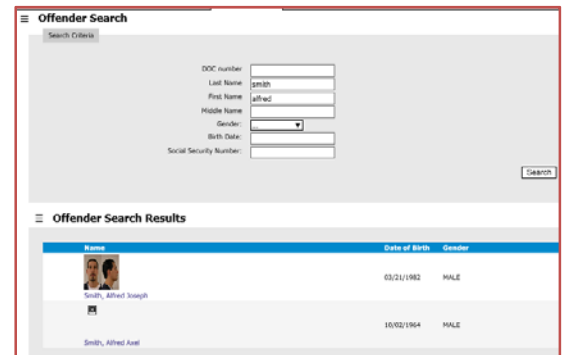 Offender Search
Search Criteria
DOC number
Last Name smith
First Name alfred
Middle Name
Gender: ...
Birth Date:
Social Security Number:
Search
Offender Search Results
Name Date of Birth Gender
03/21/1982 MALE
Smith, Alfred Joseph
10/02/1964 MALE
Smith, Alfred Axel